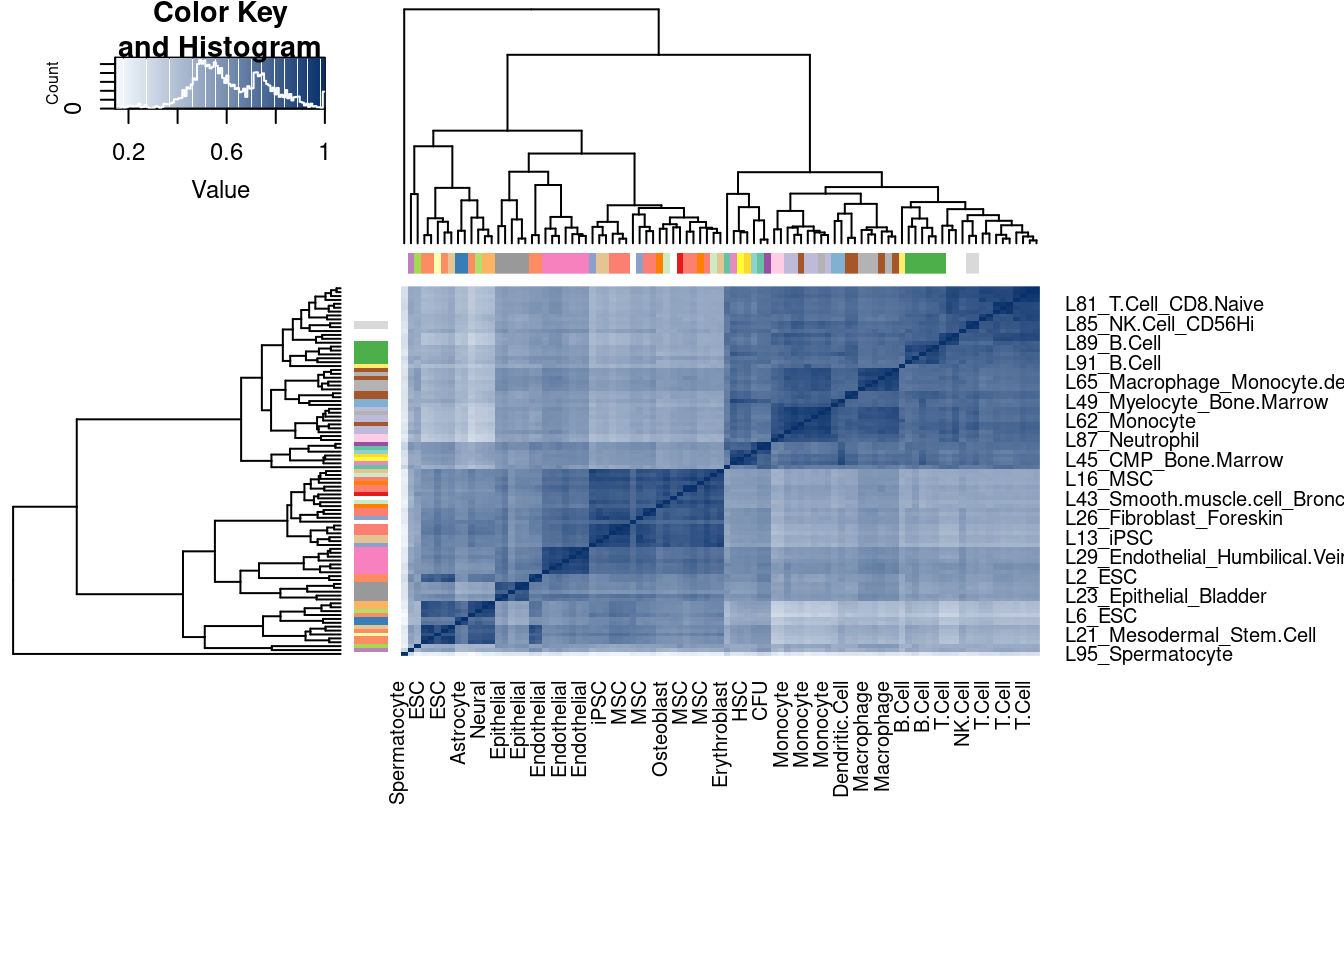 Color Key
and Histogram
Count
0
0.2 0.6 1
Value
L81_T.Cell_CD8.Naive
L85_NK.Cell_CD56Hi
L89_B.Cell
L91_B.Cell
L65_Macrophage_Monocyte.de
L49_Myelocyte_Bone.Marrow
L62_Monocyte
L87_Neutrophil
L45_CMP_Bone.Marrow
L16_MSC
L43_Smooth.muscle.cell_Bronc
L26_Fibroblast_Foreskin
L13_iPSC
L29_Endothelial_Humbilical.Vei
L2_ESC
L23_Epithelial_Bladder
L6_ESC
L21_Mesodermal_Stem.Cell
L95_Spermatocyte
Spermatocyte
ESC
ESC
Astrocyte
Neural
Epithelial
Epithelial
Endothelial
Endothelial
Endothelial
iPSC
MSC
MSC
Osteoblast
MSC
MSC
Erythroblast
HSC
CFU
Monocyte
Monocyte
Monocyte
Dendritic.Cell
Macrophage
Macrophage
B.Cell
B.Cell
T.Cell
NK.Cell
T.Cell
T.Cell
T.Cell